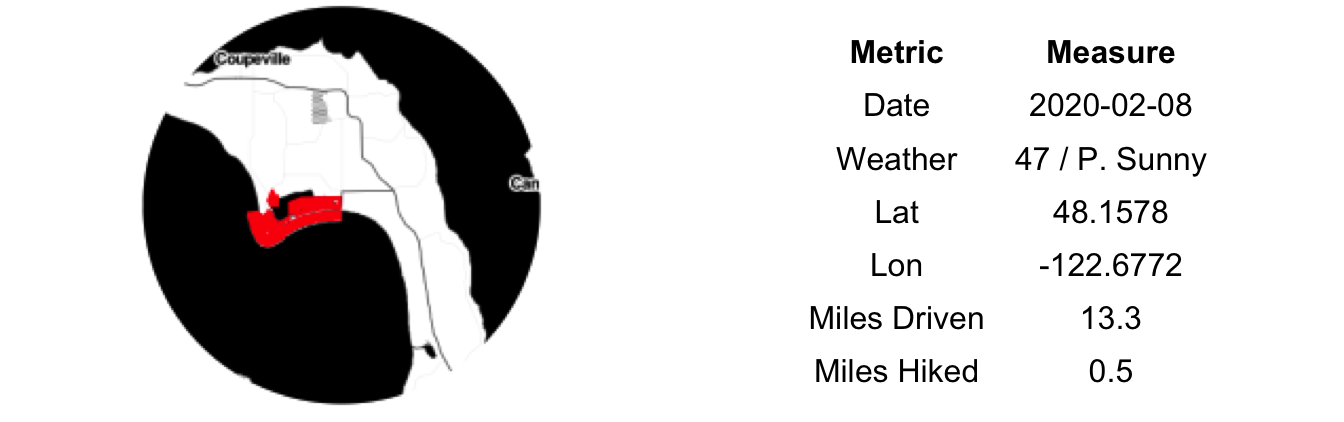 Coupeville
Cam
Metric Measure
Date 2020-02-08
Weather 47 / P. Sunny
Lat 48.1578
Lon -122.6772
Miles Driven 13.3
Miles Hiked 0.5